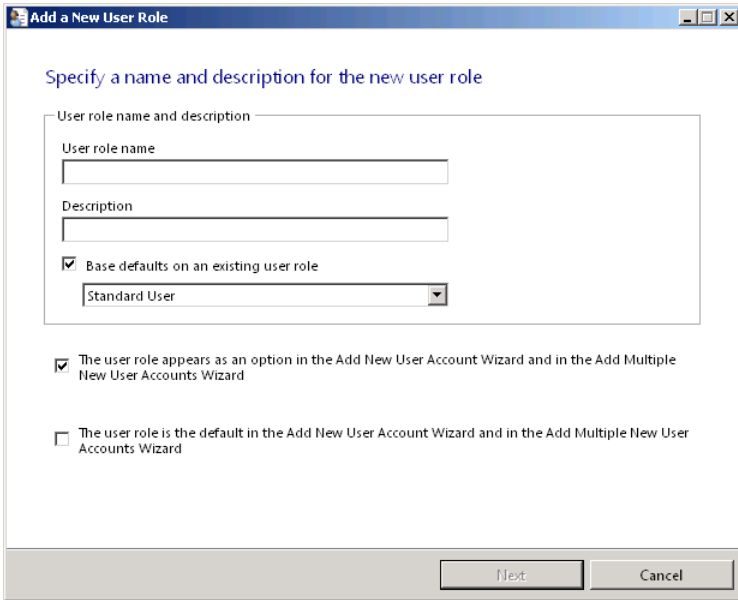 Add a New User Role
Specify a name and description for the new user role
User role name and description
User role name
Description
Base defaults on an existing user role
Standard User
The user role appears as an option in the Add New User Account Wizard and in the Add Multiple
New User Accounts Wizard
The user role is the default in the Add New User Account Wizard and in the Add Multiple New User
Accounts Wizard
Next
Cancel